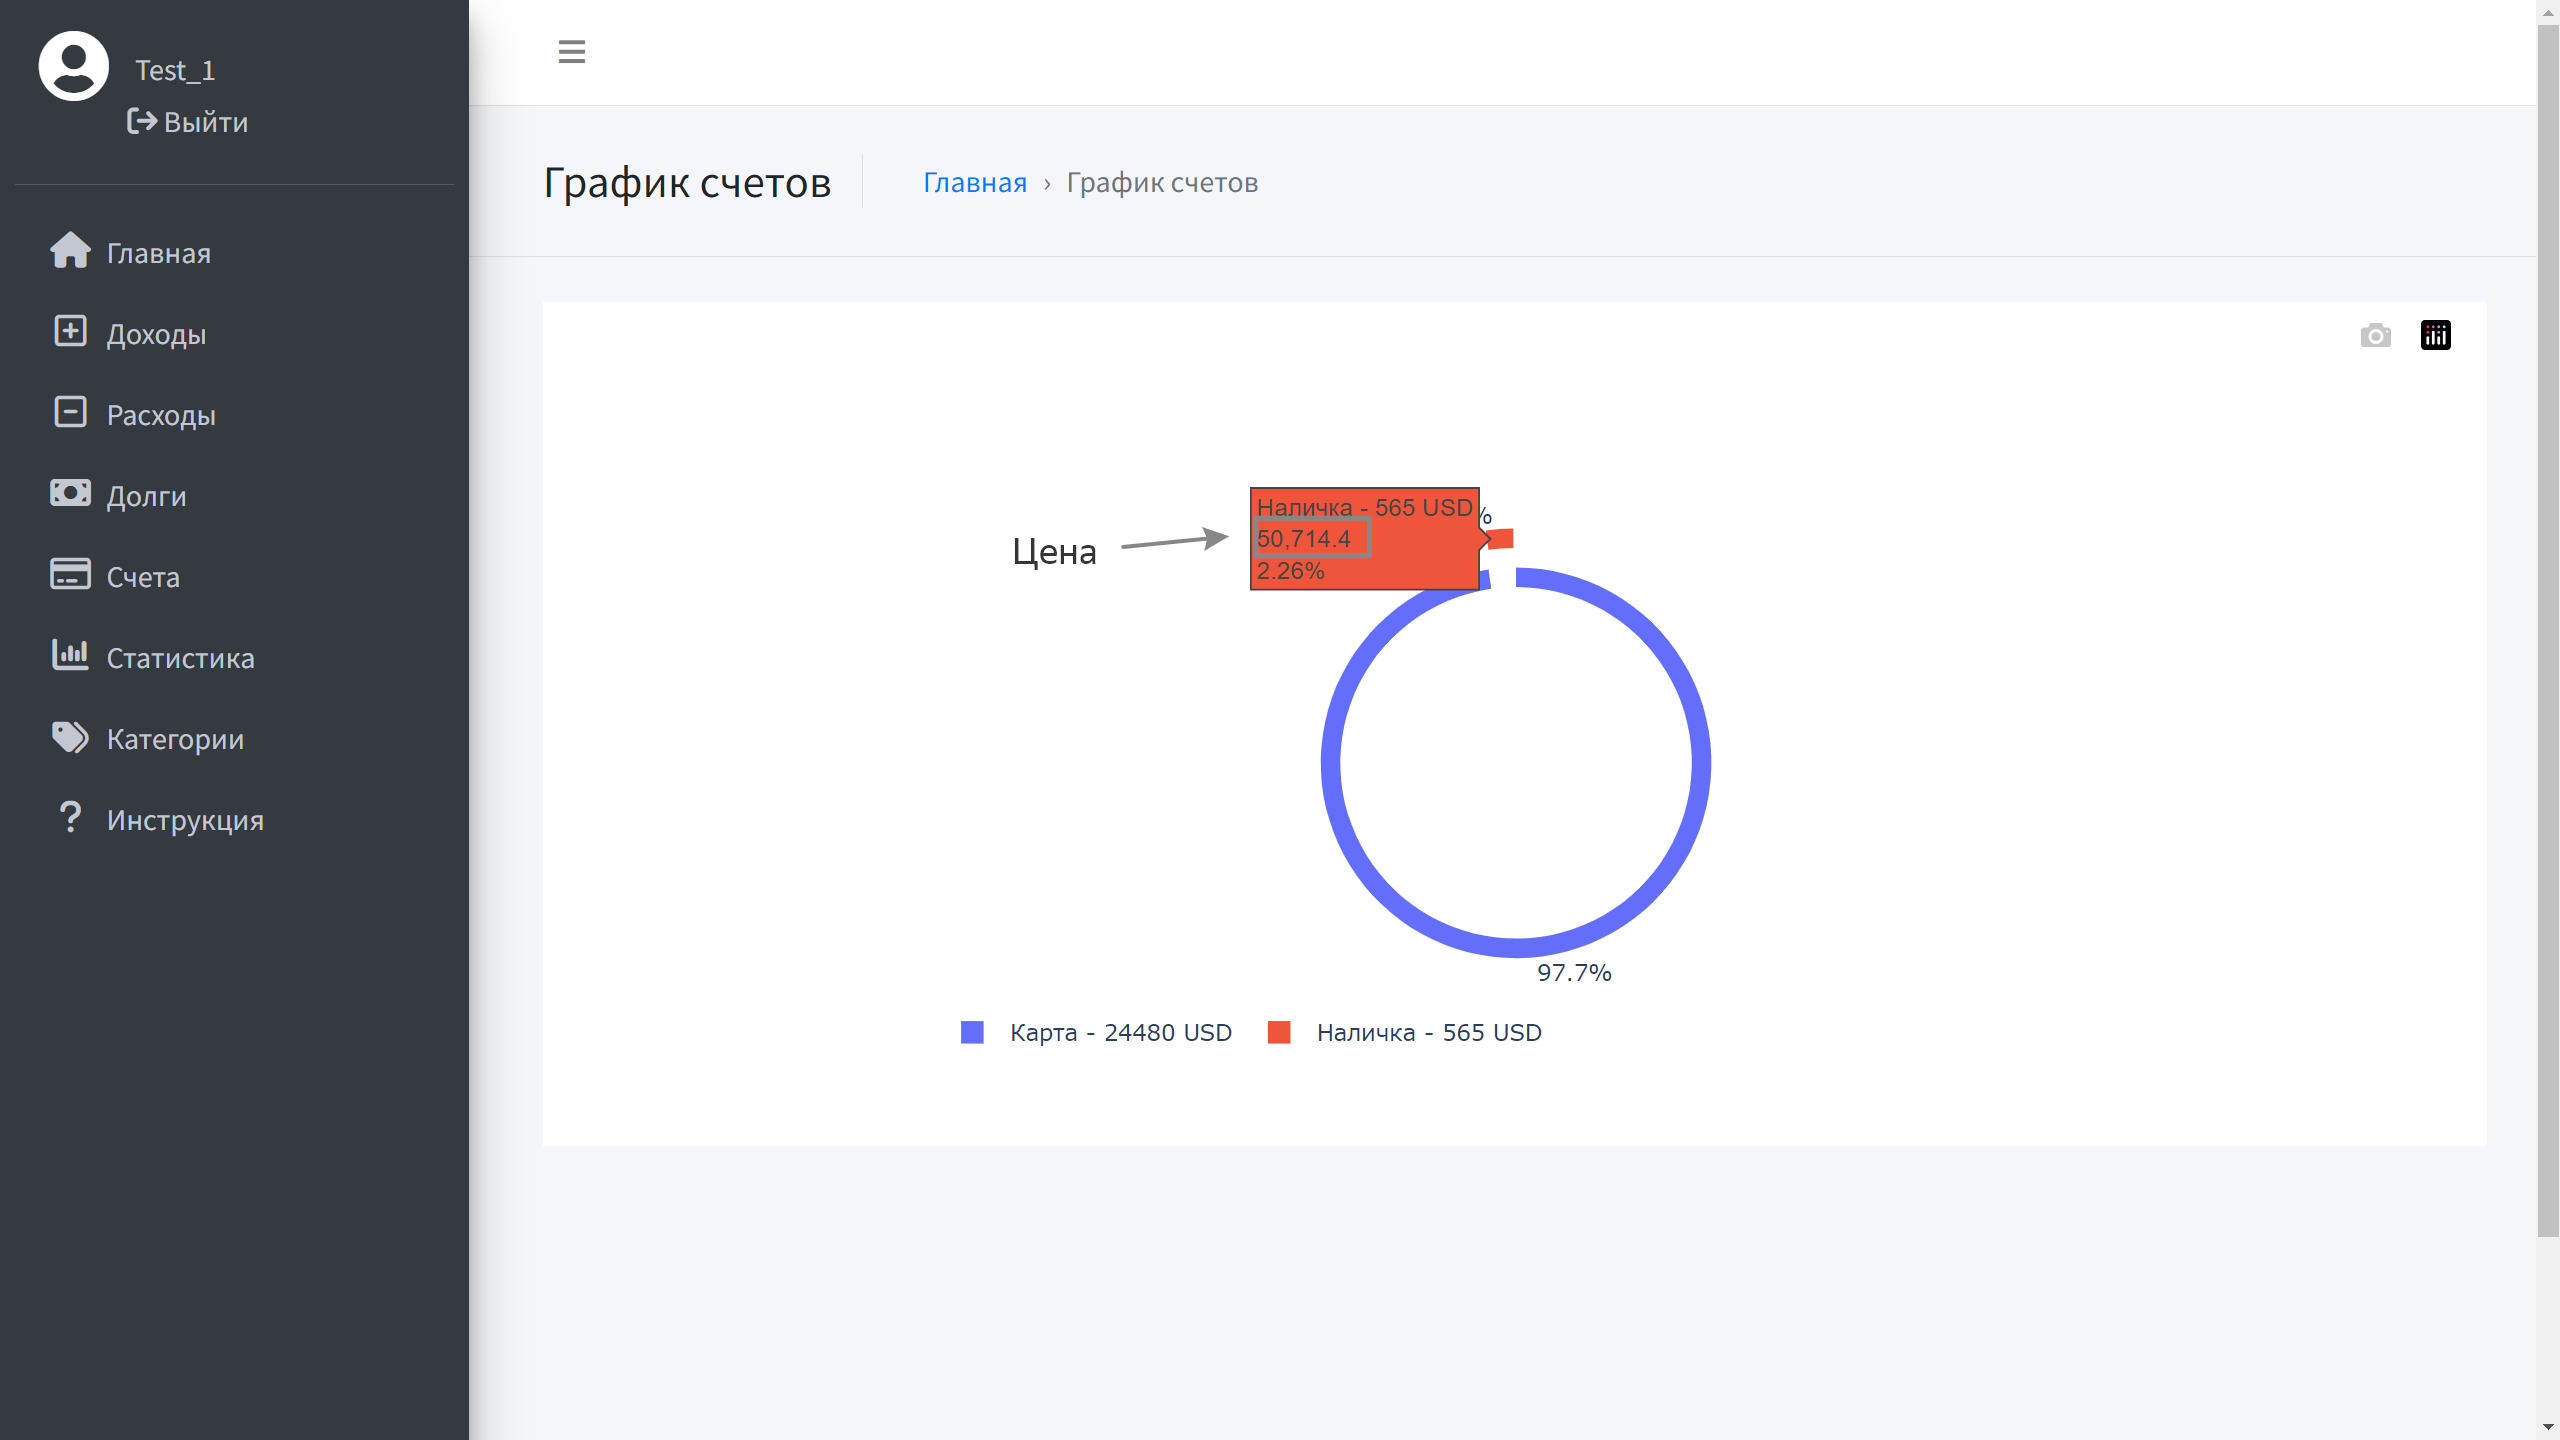 Test_1
Выйти
Главная
Доходы
Расходы
Долги
Счета
Статистика
Категории
Инструкция
График счетов
Главная › График счетов
Цена
Наличка - 565 USD
50,714.4
2.26%
%
97.7%
Карта - 24480 USD
Наличка - 565 USD